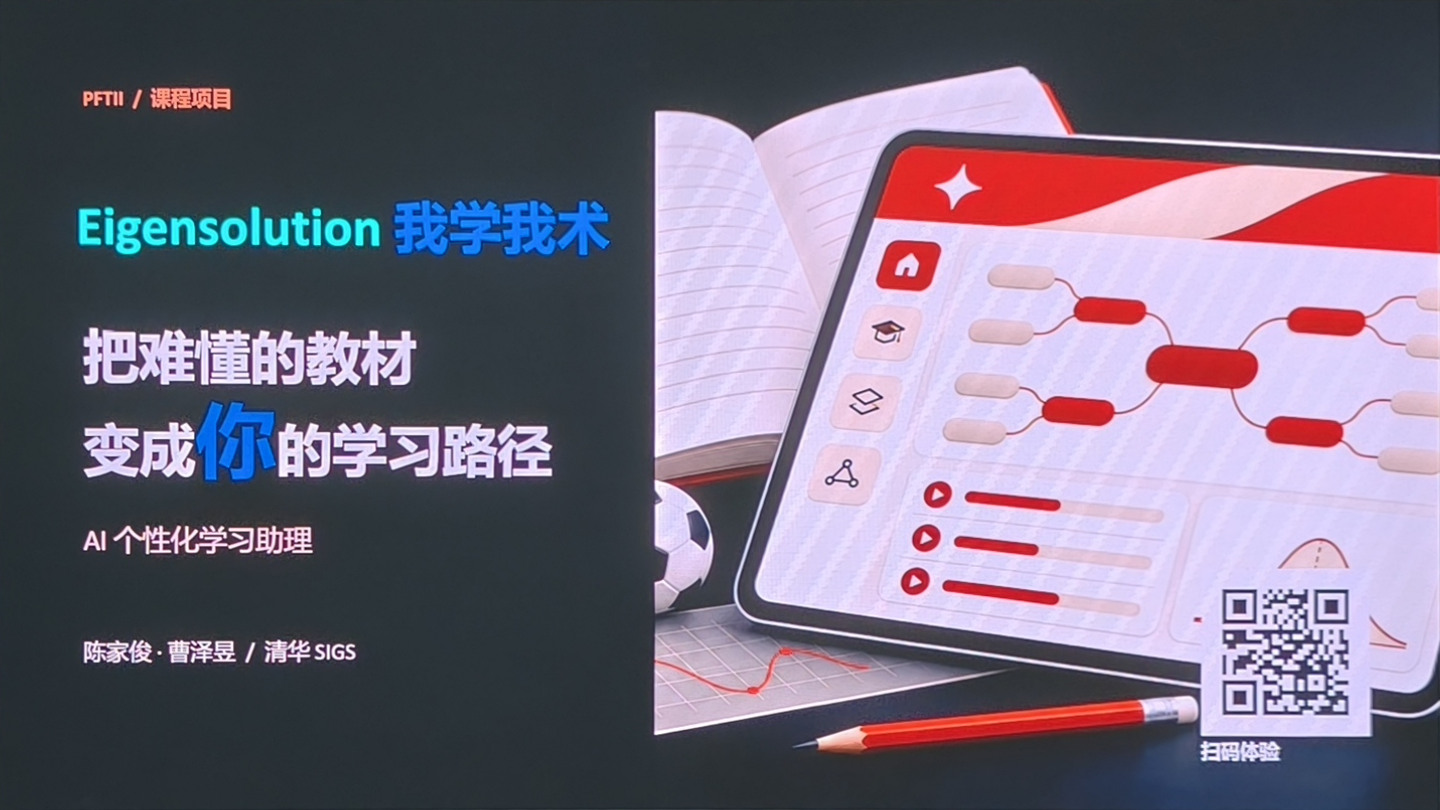 PFTII / 课程项目
Eigensolution 我学我术
把难懂的教材
变成你的学习路径
AI 个性化学习助理
陈家俊 · 曹泽昱 / 清华 SIGS
扫码体验